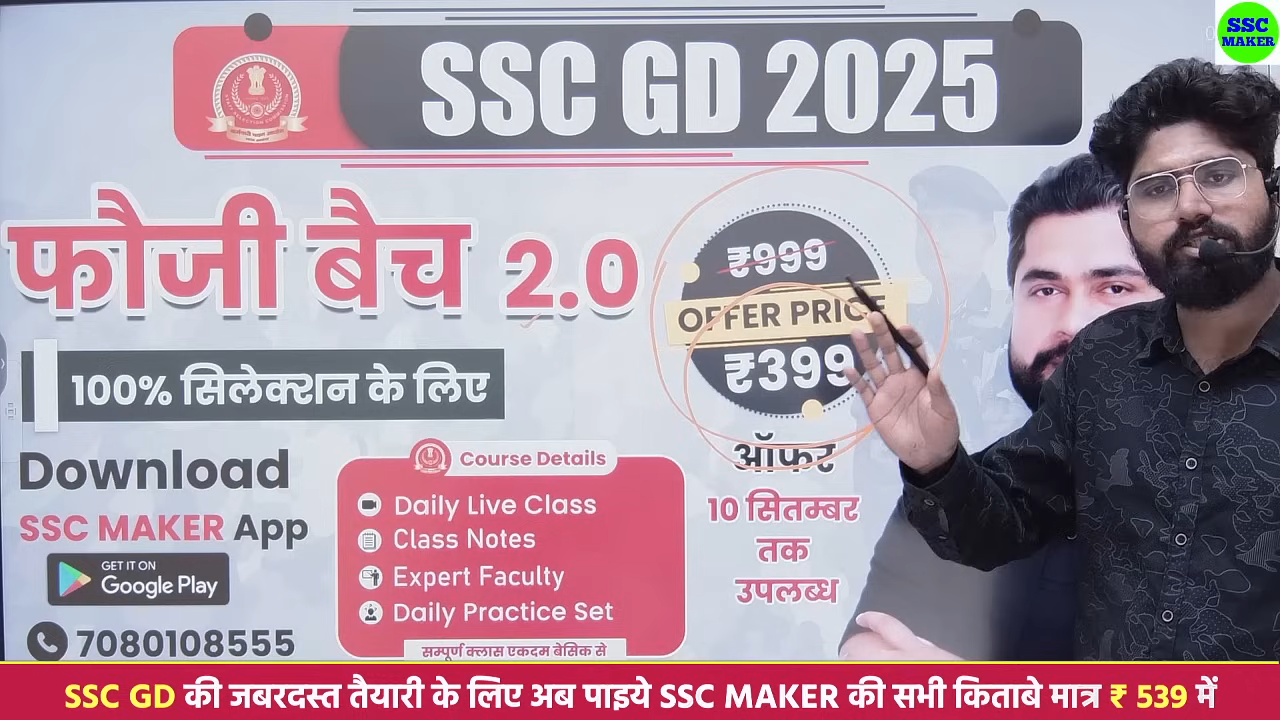 SSC
MAKER
SSC GD 2025
फौजी बैच 2.0
₹999
OFFER PRICE
₹399
100% सिलेक्शन के लिए
ऑफर
10 सितम्बर
तक
उपलब्ध
Download
SSC MAKER App
GET IT ON
Google Play
7080108555
Course Details
Daily Live Class
Class Notes
Expert Faculty
Daily Practice Set
सम्पूर्ण क्लास एकदम बेसिक से
SSC GD की जबरदस्त तैयारी के लिए अब पाइये SSC MAKER की सभी किताबे मात्र ₹ 539 में